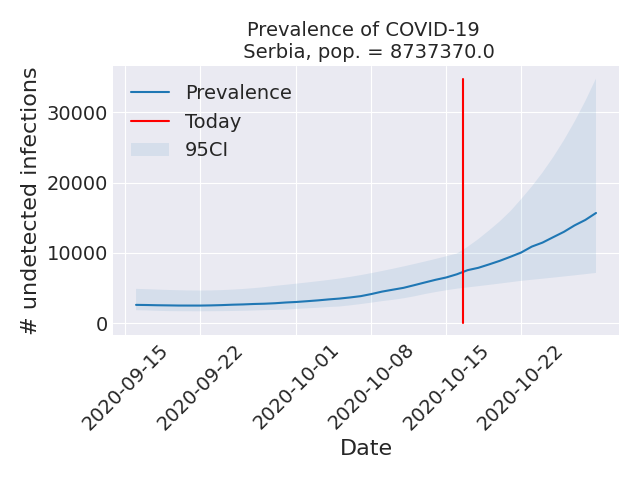 Prevalence of COVID-19
Serbia, pop. = 8737370.0
Prevalence
Today
95CI
# undetected infections
30000
20000
10000
0
2020-09-15
2020-09-22
2020-10-01
2020-10-08
2020-10-15
2020-10-22
Date